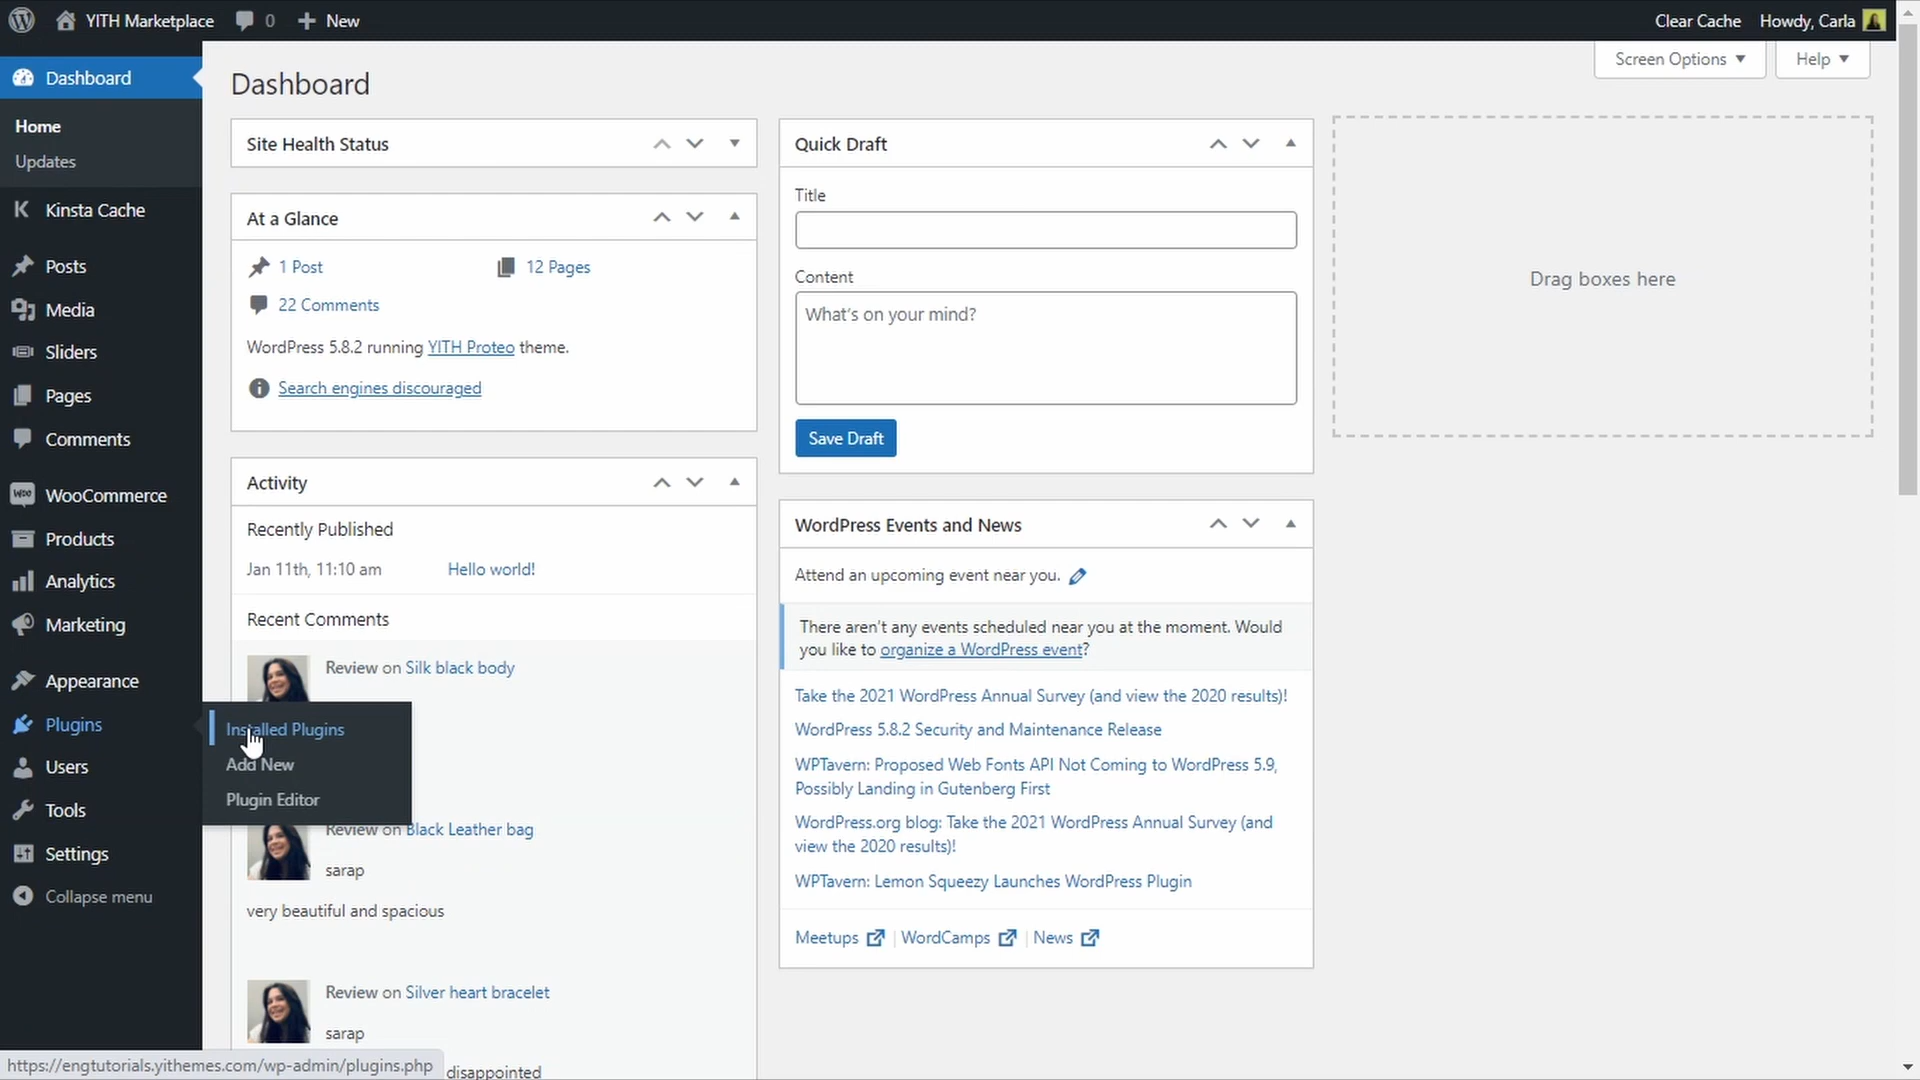 YITH Marketplace
0
New
Clear Cache
Howdy, Carla
Screen Options
Help
Dashboard
Home
Updates
Kinsta Cache
Posts
Media
Sliders
Pages
Comments
WooCommerce
Products
Analytics
Marketing
Appearance
Plugins
Users
Tools
Settings
Collapse menu
Installed Plugins
Add New
Plugin Editor
Dashboard
Site Health Status
At a Glance
1 Post
12 Pages
22 Comments
WordPress 5.8.2 running YITH Proteo theme.
Search engines discouraged
Activity
Recently Published
Jan 11th, 11:10 am
Hello world!
Recent Comments
Review on Silk black body
Review on Black Leather bag
sarap
very beautiful and spacious
Review on Silver heart bracelet
sarap
disappointed
Quick Draft
Title
Content
What's on your mind?
Save Draft
WordPress Events and News
Attend an upcoming event near you.
There aren't any events scheduled near you at the moment. Would
you like to organize a WordPress event?
Take the 2021 WordPress Annual Survey (and view the 2020 results)!
WordPress 5.8.2 Security and Maintenance Release
WPTavern: Proposed Web Fonts API Not Coming to WordPress 5.9,
Possibly Landing in Gutenberg First
WordPress.org blog: Take the 2021 WordPress Annual Survey (and
view the 2020 results)!
WPTavern: Lemon Squeezy Launches WordPress Plugin
Meetups | WordCamps | News
Drag boxes here
https://engtutorials.yithemes.com/wp-admin/plugins.php